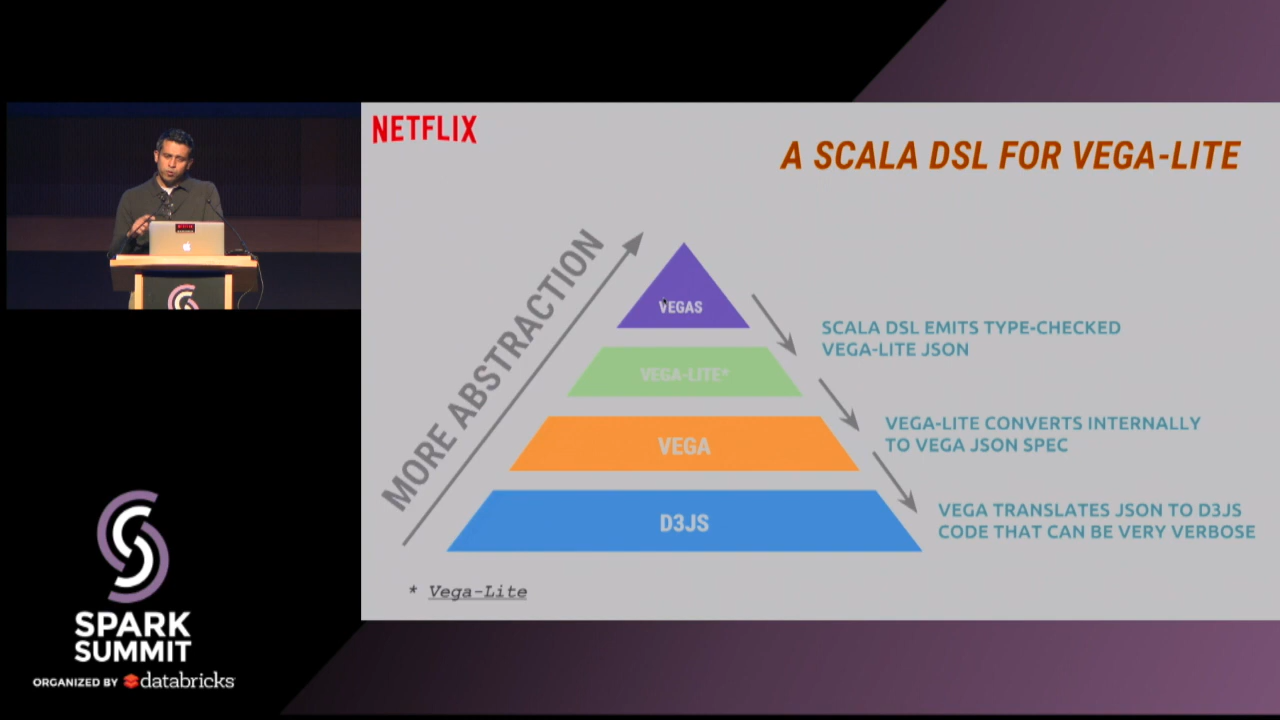 NETFLIX
A SCALA DSL FOR VEGA-LITE
MORE ABSTRACTION
VEGAS
SCALA DSL EMITS TYPE-CHECKED
VEGA-LITE JSON
VEGA-LITE*
VEGA-LITE CONVERTS INTERNALLY
TO VEGA JSON SPEC
VEGA
VEGA TRANSLATES JSON TO D3JS
CODE THAT CAN BE VERY VERBOSE
D3JS
* Vega-Lite
SPARK
SUMMIT
ORGANIZED BY databricks